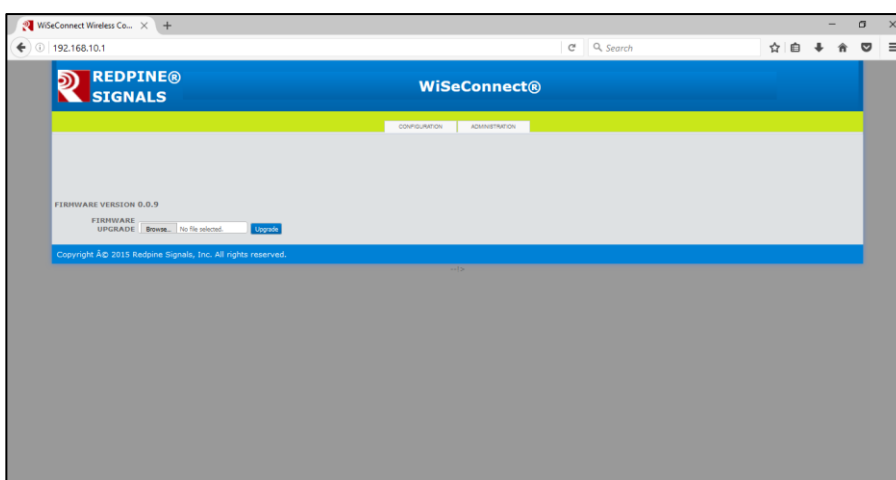 WiSeConnect Wireless Co...
192.168.10.1
Search
REDPINE®
SIGNALS
WiSeConnect®
CONFIGURATION
ADMINISTRATION
FIRMWARE VERSION 0.0.9
FIRMWARE
UPGRADE
Browse..
No file selected.
Upgrade
Copyright Â© 2015 Redpine Signals, Inc. All rights reserved.